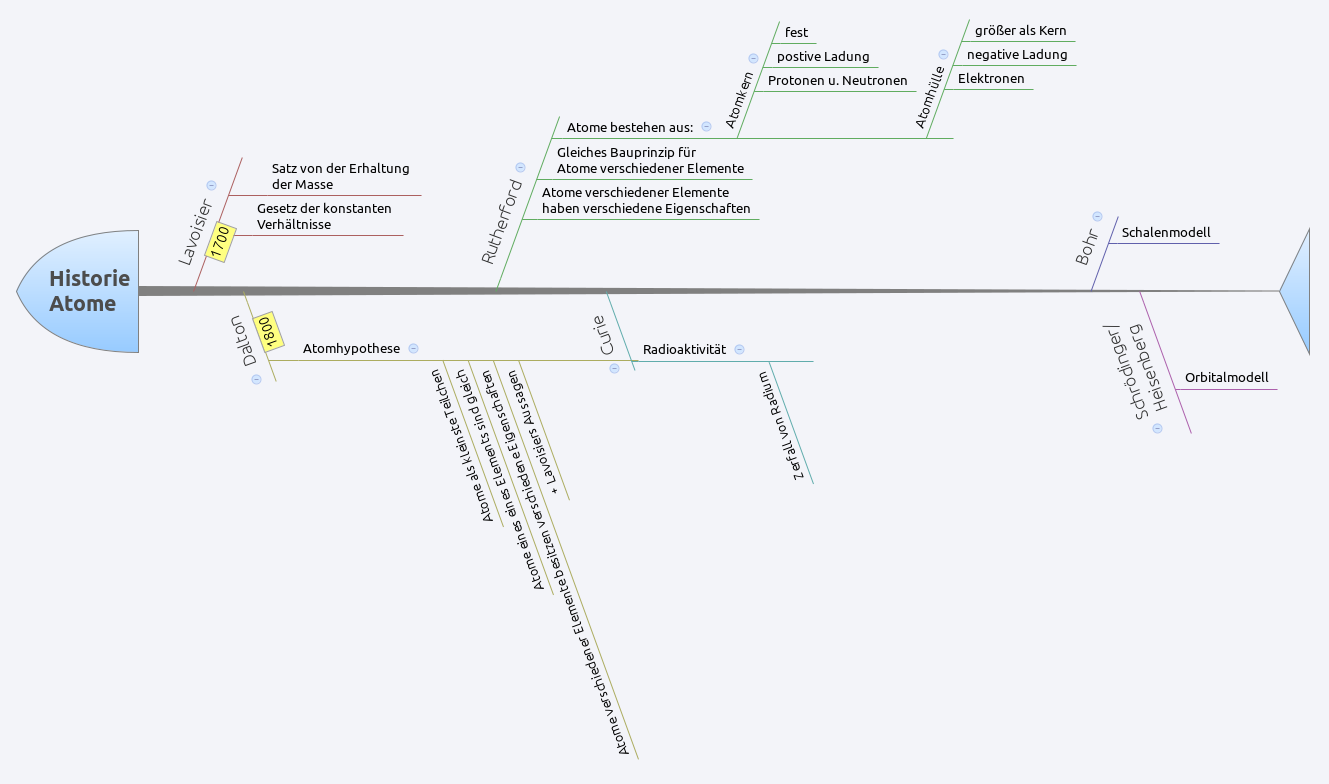 Historie
Atome
Lavoisier
1700
Satz von der Erhaltung
der Masse
Gesetz der konstanten
Verhältnisse
Dalton
1800
Atomhypothese
Atome als kleinste Teilchen
Atome eines eines Elements sind gleich
Atome verschiedener Elemente besitzen verschiedene Eigenschaften
+ Lavoisiers Aussagen
Rutherford
Atome bestehen aus:
Atomkern
fest
postive Ladung
Protonen u. Neutronen
Atomhülle
größer als Kern
negative Ladung
Elektronen
Gleiches Bauprinzip für
Atome verschiedener Elemente
Atome verschiedener Elemente
haben verschiedene Eigenschaften
Curie
Radioaktivität
Zerfall von Radium
Bohr
Schalenmodell
Schrödinger/
Heisenberg
Orbitalmodell